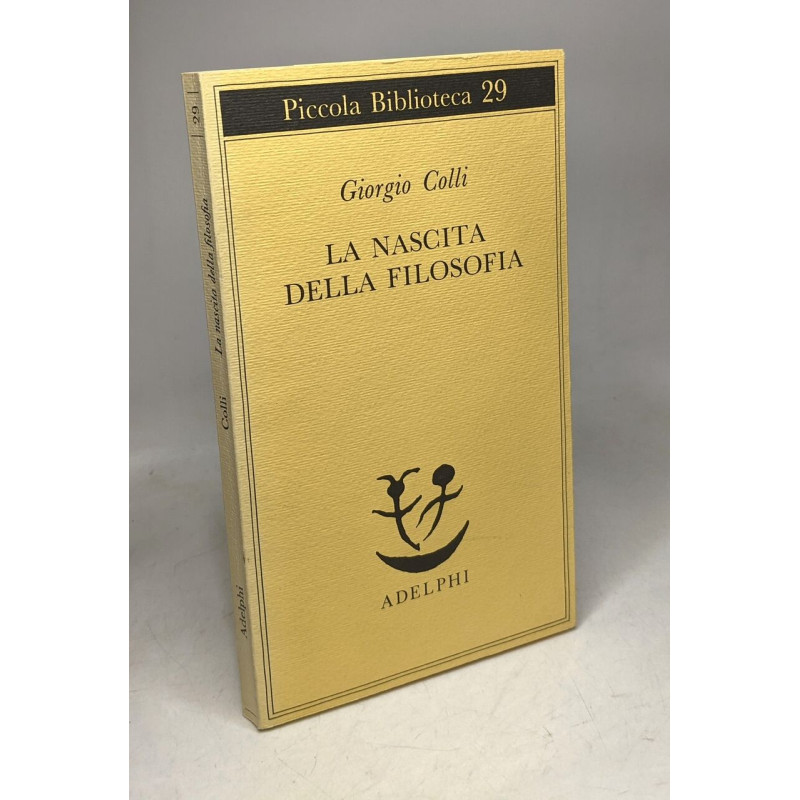 Piccola Biblioteca 29
Giorgio Colli
LA NASCITA
DELLA FILOSOFIA
ADELPHI
29
La nascita della filosofia
Colli
Adelphi